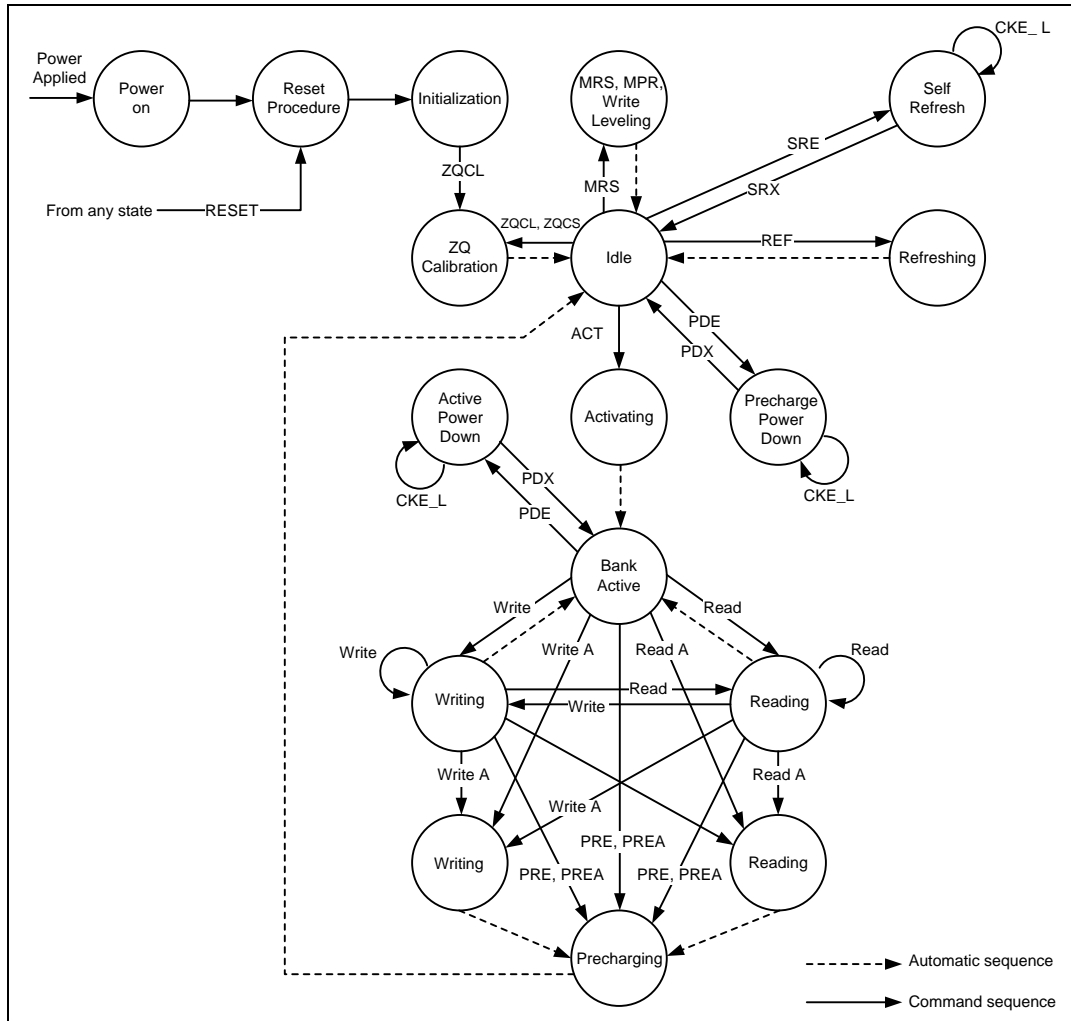 Power
Applied
Power
on
Reset
Procedure
Initialization
MRS, MPR,
Write
Leveling
CKE_ L
Self
Refresh
SRE
SRX
ZQCL
MRS
From any state
RESET
ZQCL, ZQCS
ZQ
Calibration
Idle
REF
Refreshing
PDE
PDX
ACT
Active
Power
Down
Activating
Precharge
Power
Down
CKE_L
PDX
PDE
CKE_L
Bank
Active
Write
Read
Write
Write A
Read A
Read
Writing
Read
Write
Reading
Write A
Read A
Write A
Writing
PRE, PREA
Reading
PRE, PREA
PRE, PREA
Precharging
Automatic sequence
Command sequence